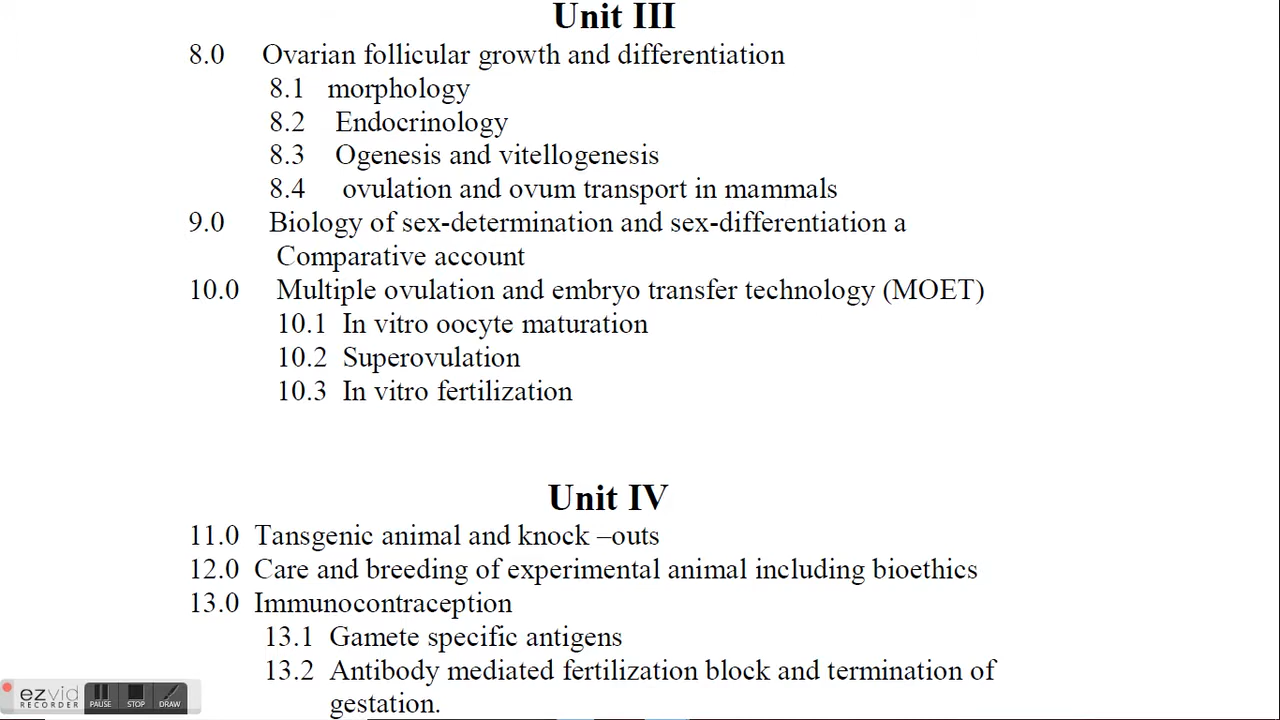 Unit III
8.0 Ovarian follicular growth and differentiation
8.1 morphology
8.2 Endocrinology
8.3 Ogenesis and vitellogenesis
8.4 ovulation and ovum transport in mammals
9.0 Biology of sex-determination and sex-differentiation a
Comparative account
10.0 Multiple ovulation and embryo transfer technology (MOET)
10.1 In vitro oocyte maturation
10.2 Superovulation
10.3 In vitro fertilization
Unit IV
11.0 Tansgenic animal and knock –outs
12.0 Care and breeding of experimental animal including bioethics
13.0 Immunocontraception
13.1 Gamete specific antigens
13.2 Antibody mediated fertilization block and termination of
gestation.
ezvid
RECORDER
PAUSE STOP DRAW